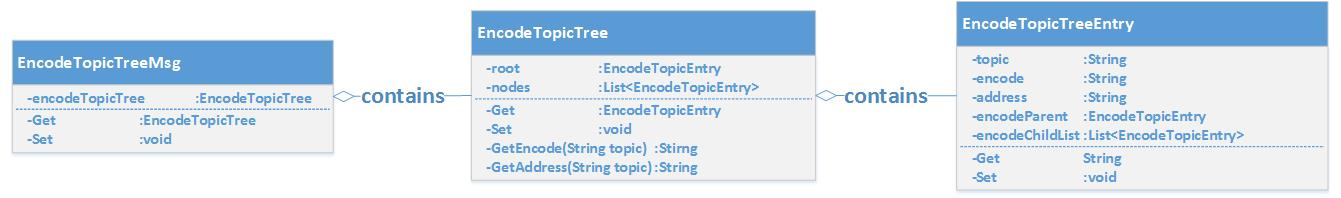 EncodeTopicTreeMsg
-encodeTopicTree :EncodeTopicTree
-Get :EncodeTopicTree
-Set :void
contains
EncodeTopicTree
-root :EncodeTopicEntry
-nodes :List<EncodeTopicEntry>
-Get :EncodeTopicEntry
-Set :void
-GetEncode(String topic) :Stirng
-GetAddress(String topic) :String
contains
EncodeTopicTreeEntry
-topic :String
-encode :String
-address :String
-encodeParent :EncodeTopicEntry
-encodeChildList :List<EncodeTopicEntry>
-Get String
-Set :void